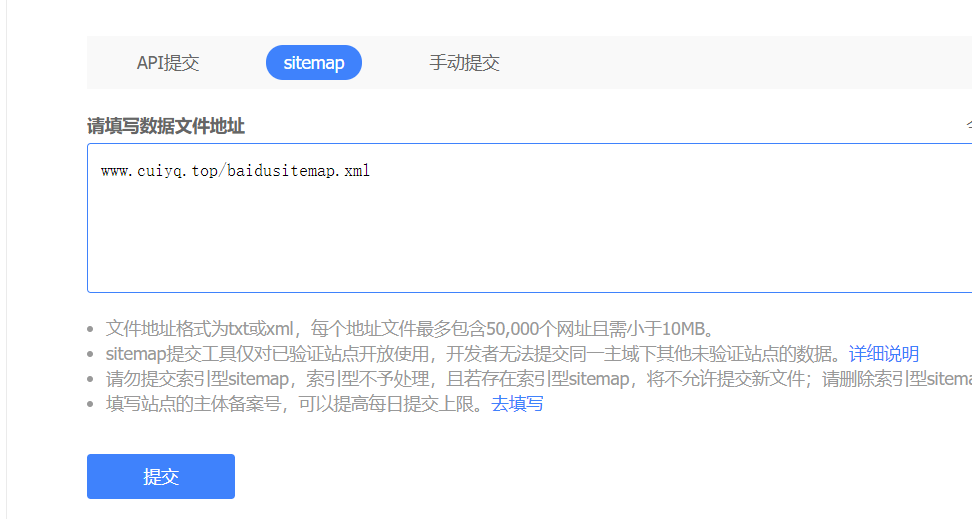 API提交 sitemap 手动提交
请填写数据文件地址
www.cuiyq.top/baidusitemap.xml
文件地址格式为txt或xml，每个地址文件最多包含50,000个网址且需小于10MB。
sitemap提交工具仅对已验证站点开放使用，开发者无法提交同一主域下其他未验证站点的数据。详细说明
请勿提交索引型sitemap，索引型不予处理，且若存在索引型sitemap，将不允许提交新文件；请删除索引型sitema
填写站点的主体备案号，可以提高每日提交上限。去填写
提交